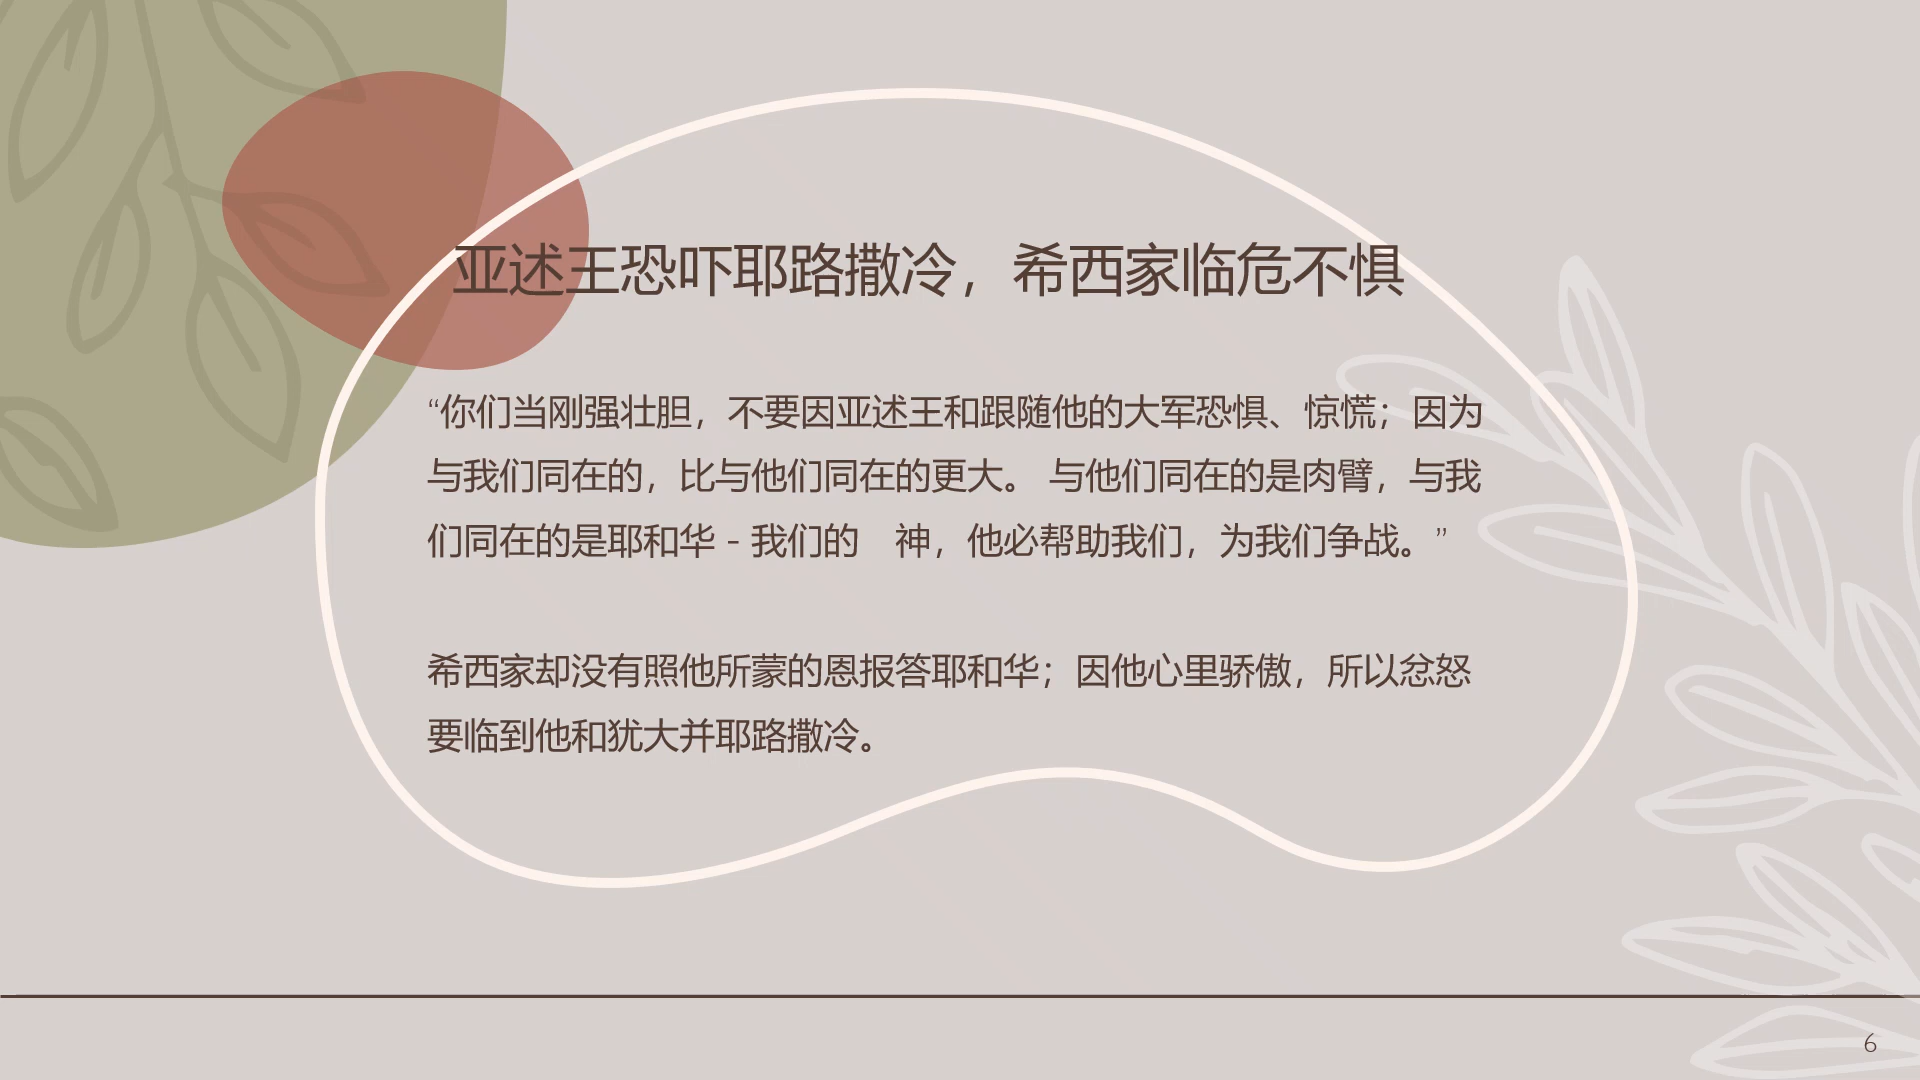 亚述王恐吓耶路撒冷，希西家临危不惧
“你们当刚强壮胆，不要因亚述王和跟随他的大军恐惧、惊慌；因为
与我们同在的，比与他们同在的更大。 与他们同在的是肉臂，与我
们同在的是耶和华－我们的　神，他必帮助我们，为我们争战。”
希西家却没有照他所蒙的恩报答耶和华；因他心里骄傲，所以忿怒
要临到他和犹大并耶路撒冷。
6